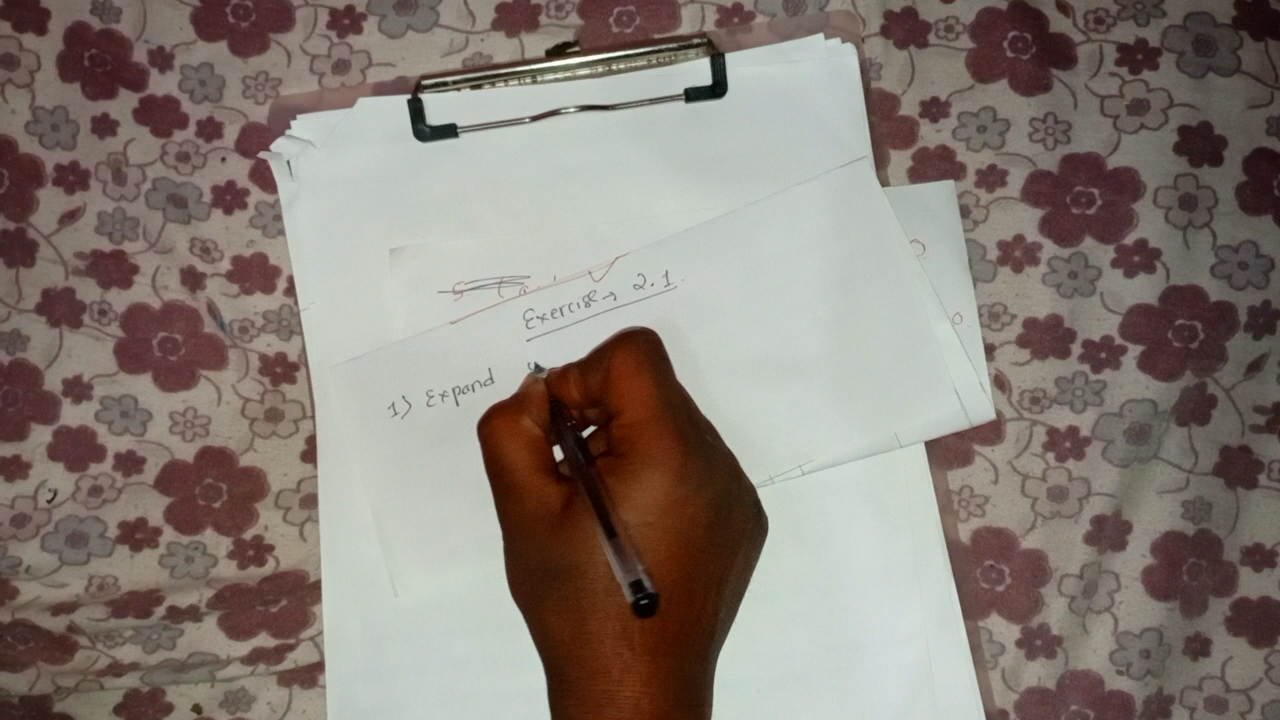 Exercise → 2.1
1) Expand